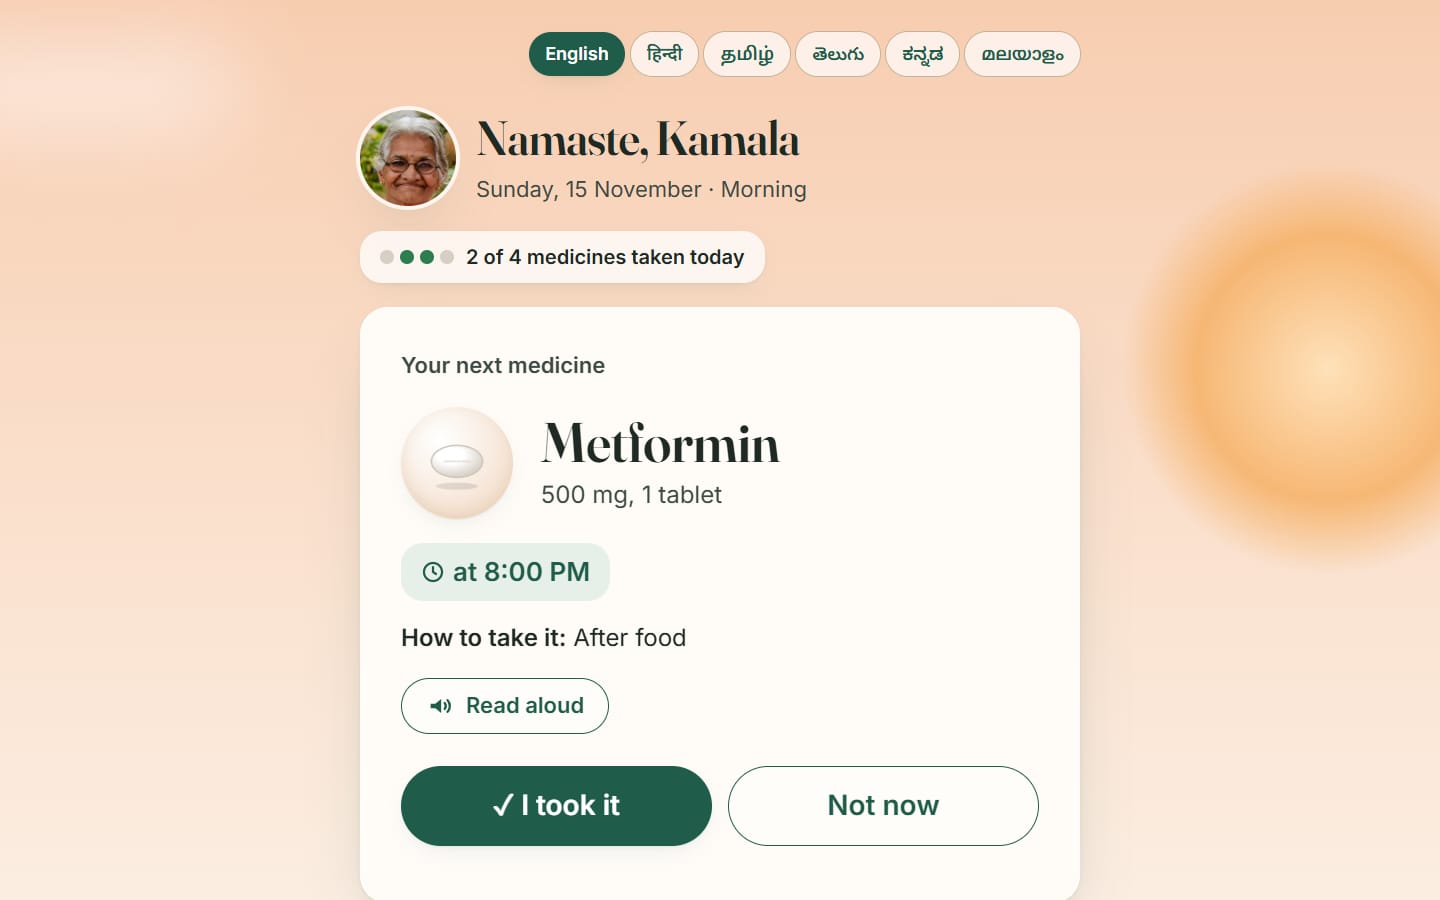 English हिन्दी தமிழ் తెలుగు ಕನ್ನಡ മലയാളം
Namaste, Kamala
Sunday, 15 November · Morning
2 of 4 medicines taken today
Your next medicine
Metformin
500 mg, 1 tablet
at 8:00 PM
How to take it: After food
Read aloud
✓ I took it
Not now